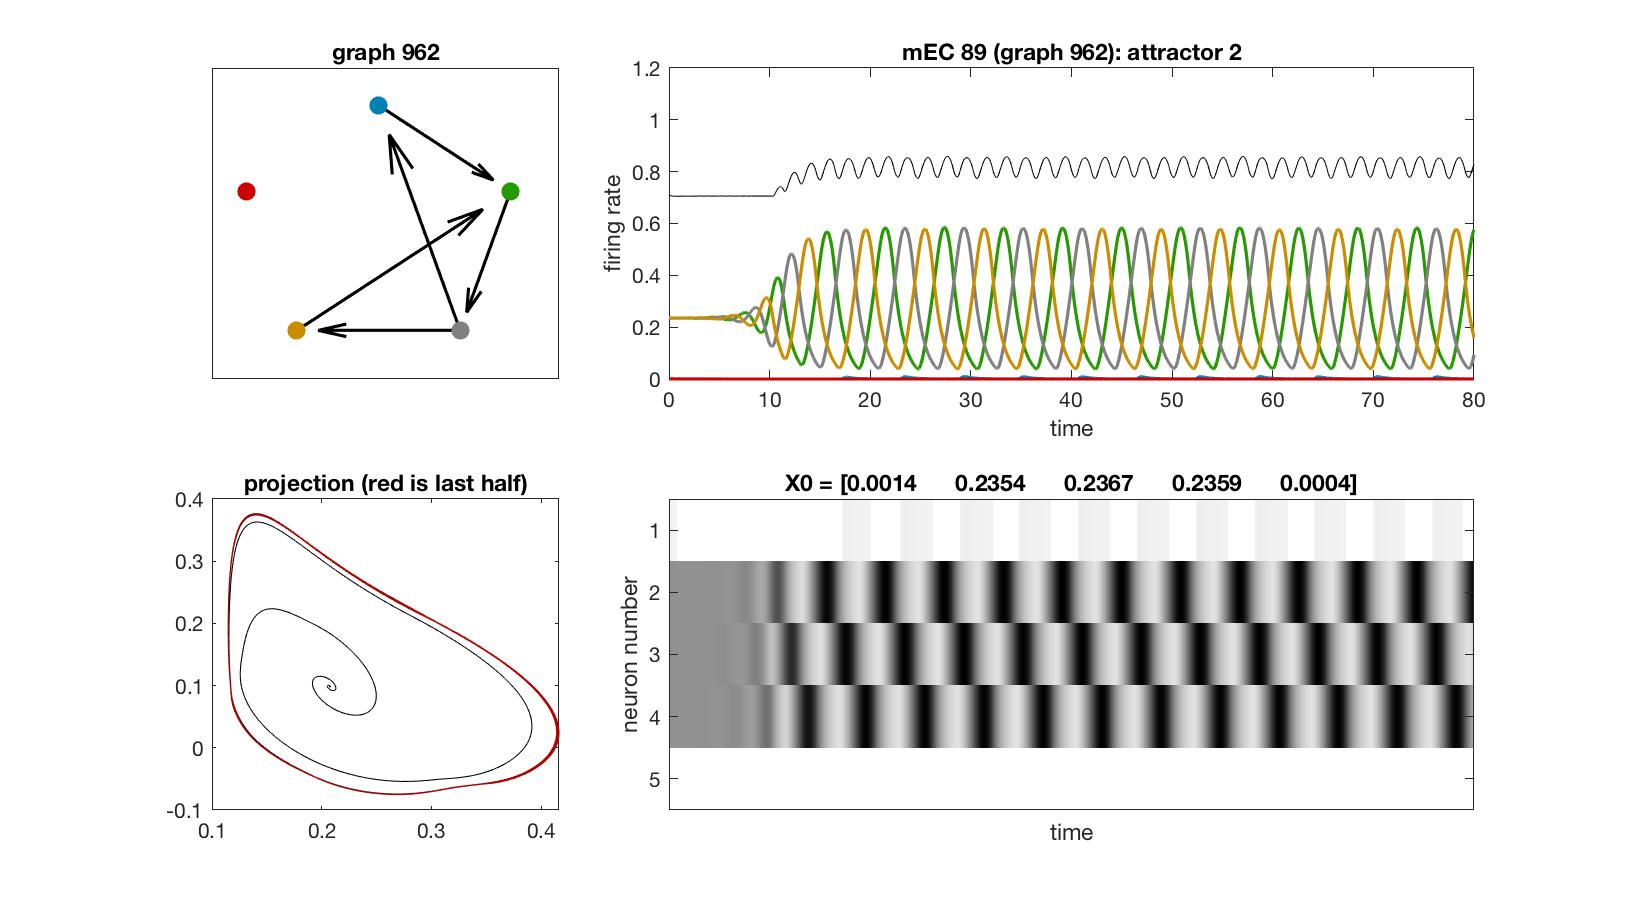 graph 962
mEC 89 (graph 962): attractor 2
1.2
1
0.8
0.6
0.4
0.2
0
firing rate
0 10 20 30 40 50 60 70 80
time
projection (red is last half)
0.4
0.3
0.2
0.1
0
-0.1
0.1 0.2 0.3 0.4
X0 = [0.0014 0.2354 0.2367 0.2359 0.0004]
1
2
3
4
5
neuron number
time